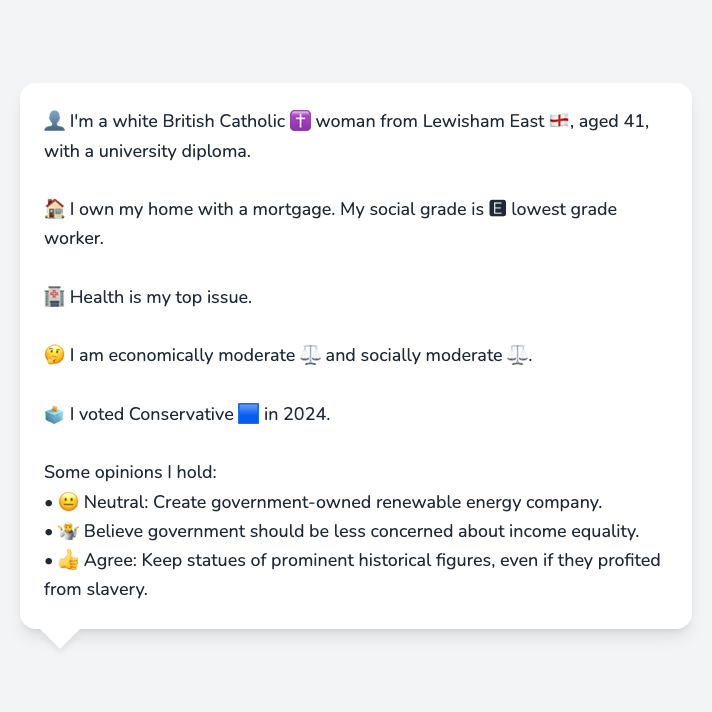 👤 I'm a white British Catholic ✝️ woman from Lewisham East 🏴󠁧󠁢󠁥󠁮󠁧󠁿, aged 41,
with a university diploma.
🏠 I own my home with a mortgage. My social grade is 🅴 lowest grade
worker.
🏥 Health is my top issue.
🤔 I am economically moderate ⚖️ and socially moderate ⚖️.
🗳️ I voted Conservative 🟦 in 2024.
Some opinions I hold:
• 😐 Neutral: Create government-owned renewable energy company.
• 🤷 Believe government should be less concerned about income equality.
• 👍 Agree: Keep statues of prominent historical figures, even if they profited
from slavery.